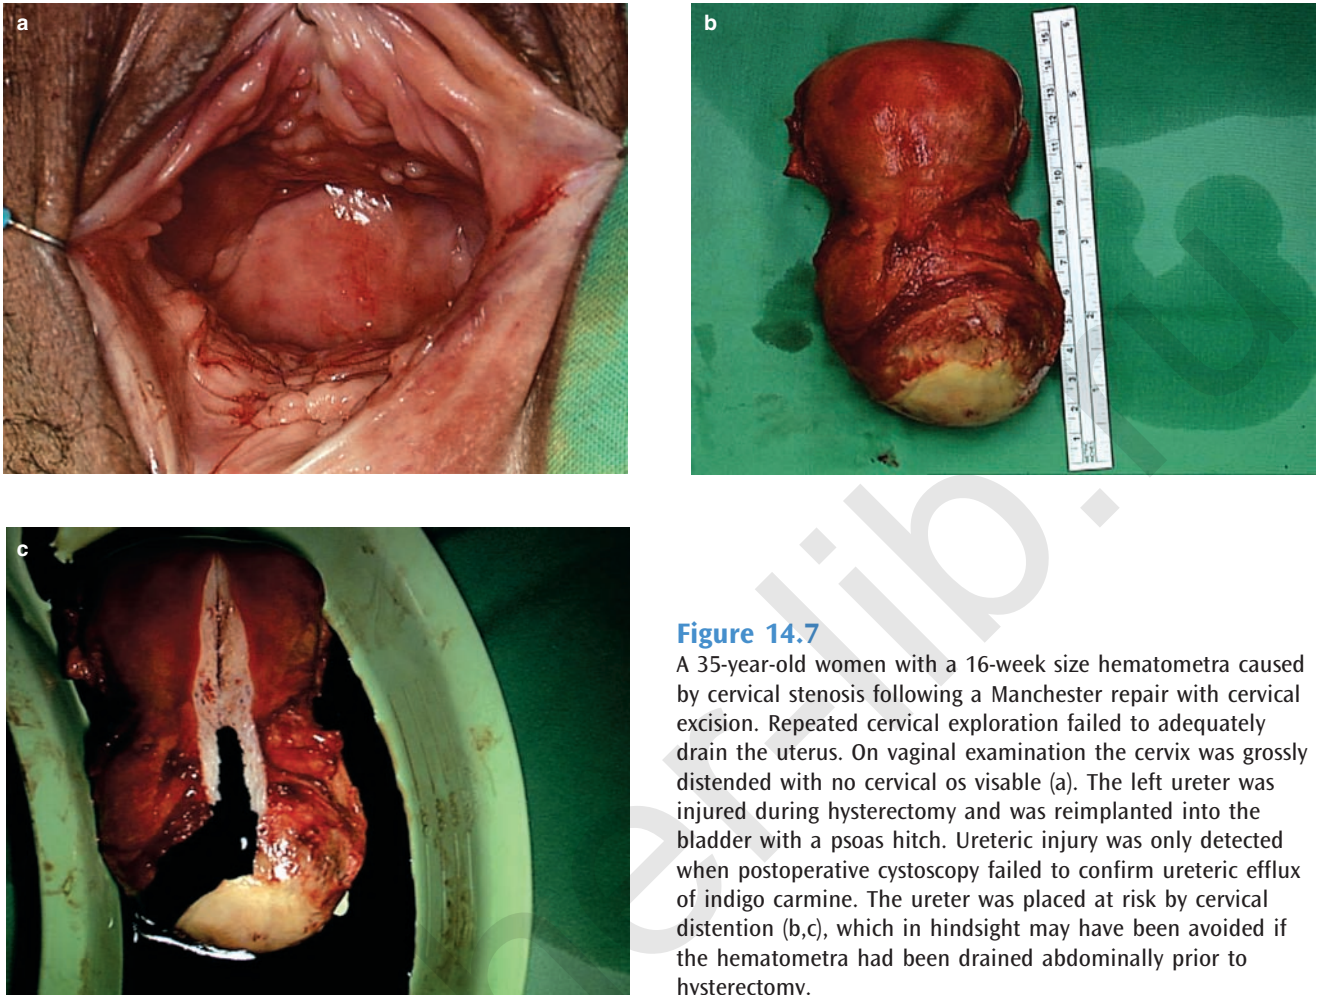 a
b
c
Figure 14.7
A 35-year-old women with a 16-week size hematometra caused
by cervical stenosis following a Manchester repair with cervical
excision. Repeated cervical exploration failed to adequately
drain the uterus. On vaginal examination the cervix was grossly
distended with no cervical os visable (a). The left ureter was
injured during hysterectomy and was reimplanted into the
bladder with a psoas hitch. Ureteric injury was only detected
when postoperative cystoscopy failed to confirm ureteric efflux
of indigo carmine. The ureter was placed at risk by cervical
distention (b,c), which in hindsight may have been avoided if
the hematometra had been drained abdominally prior to
hysterectomy.
er-lib.ru